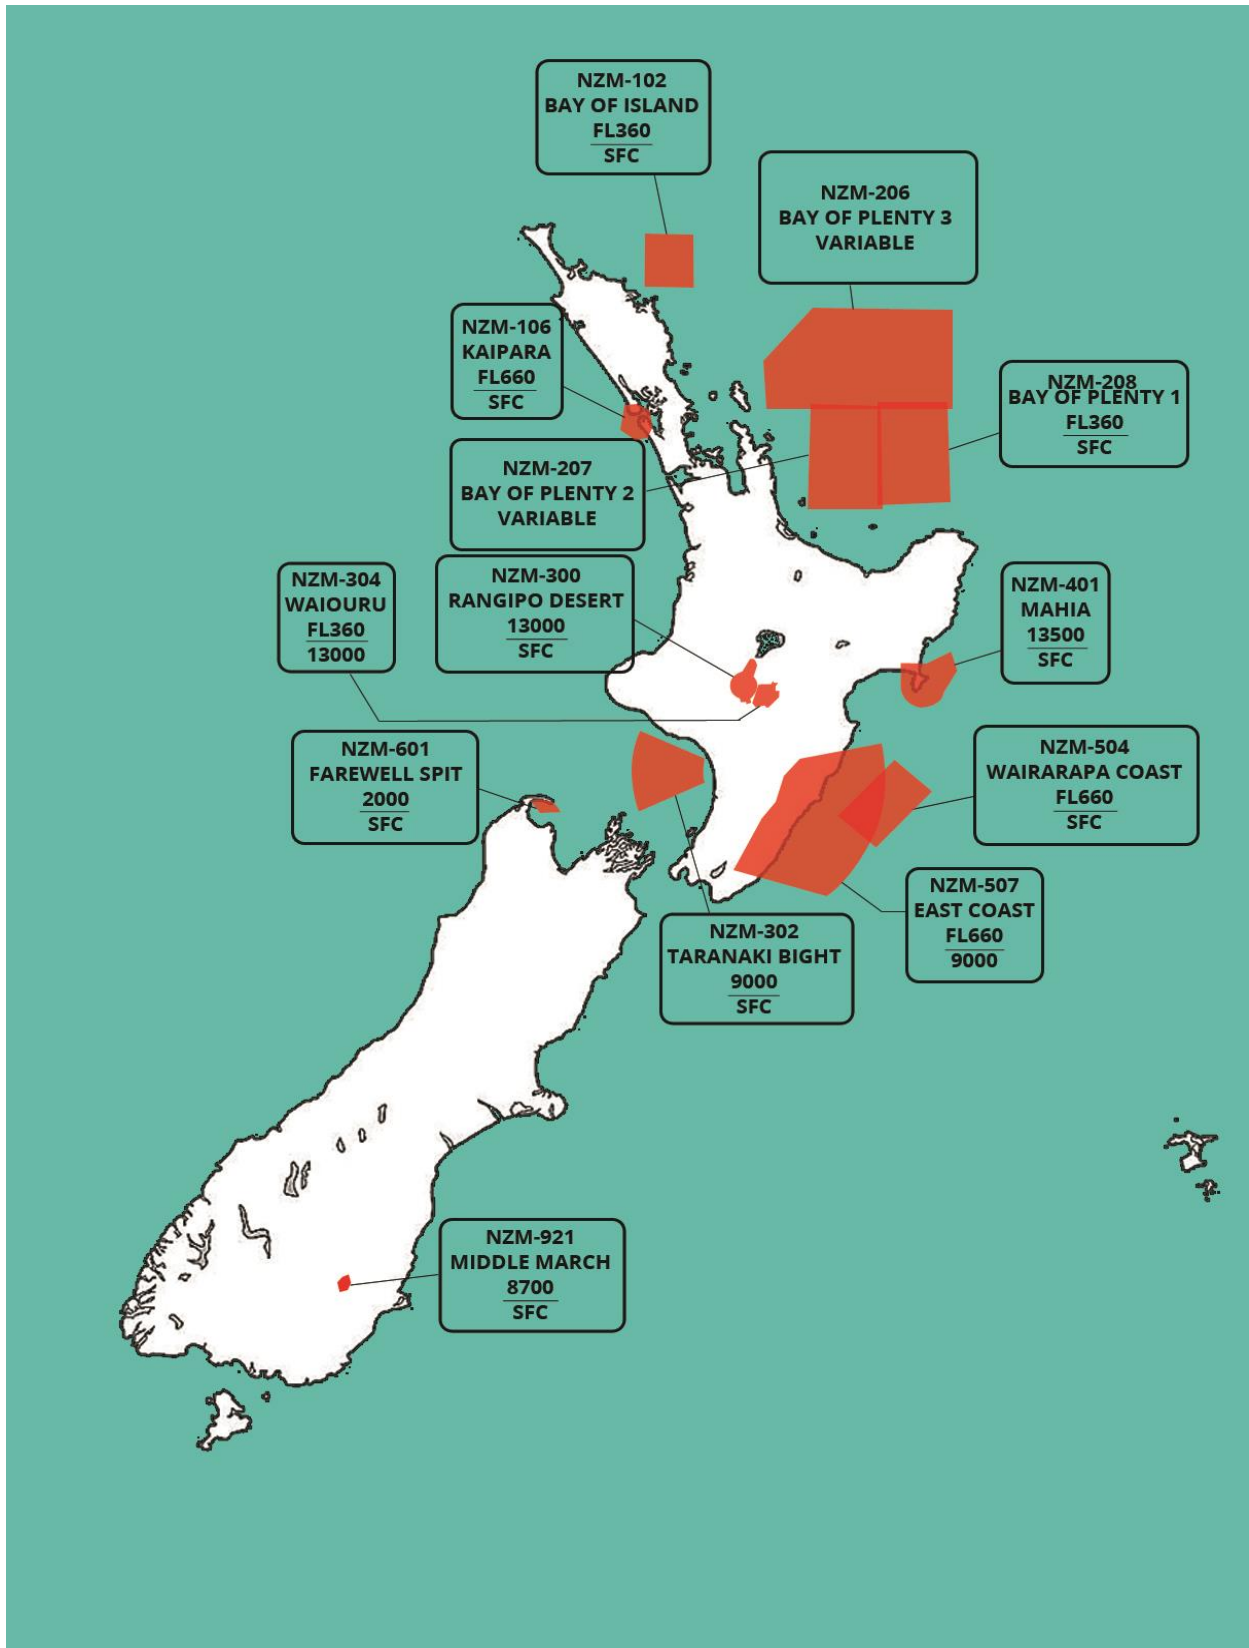 NZM-102
BAY OF ISLAND
FL360
SFC
NZM-206
BAY OF PLENTY 3
VARIABLE
NZM-106
KAIPARA
FL660
SFC
NZM-208
BAY OF PLENTY 1
FL360
SFC
NZM-207
BAY OF PLENTY 2
VARIABLE
NZM-304
WAIOURU
FL360
13000
NZM-300
RANGIPO DESERT
13000
SFC
NZM-401
MAHIA
13500
SFC
NZM-601
FAREWELL SPIT
2000
SFC
NZM-504
WAIRARAPA COAST
FL660
SFC
NZM-507
EAST COAST
FL660
9000
NZM-302
TARANAKI BIGHT
9000
SFC
NZM-921
MIDDLE MARCH
8700
SFC